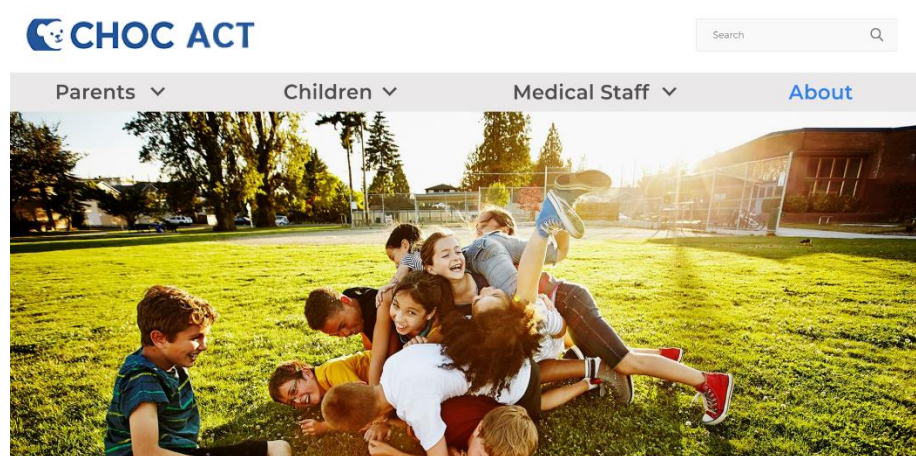 CHOC ACT
Search
Parents
Children
Medical Staff
About